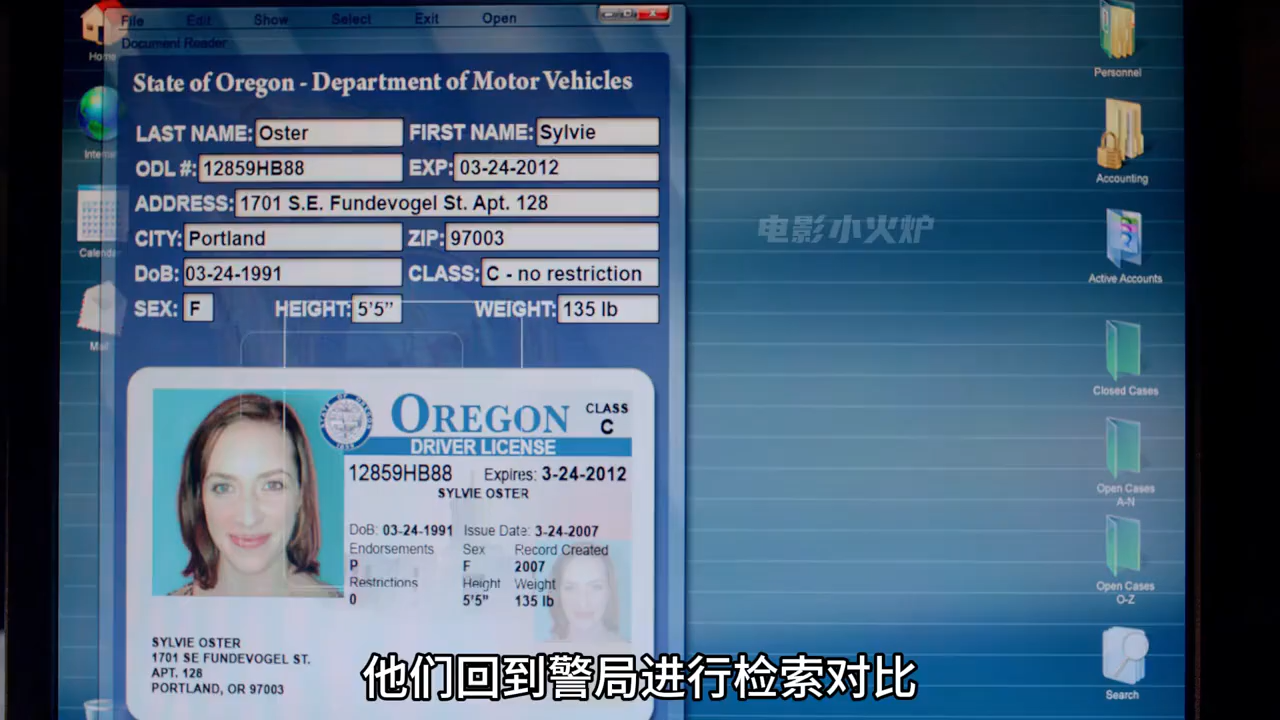 File Edit Show Select Exit Open
Document Reader
State of Oregon - Department of Motor Vehicles
LAST NAME: Oster FIRST NAME: Sylvie
ODL #: 12859HB88 EXP: 03-24-2012
ADDRESS: 1701 S.E. Fundevogel St. Apt. 128
CITY: Portland ZIP: 97003
DoB: 03-24-1991 CLASS: C - no restriction
SEX: F HEIGHT: 5'5” WEIGHT: 135 lb
OREGON CLASS
C
DRIVER LICENSE
12859HB88 Expires: 3-24-2012
SYLVIE OSTER
DoB: 03-24-1991 Issue Date: 3-24-2007
Endorsements Sex Record Created
P F 2007
Restrictions Height Weight
0 5'5" 135 lb
SYLVIE OSTER
1701 SE FUNDEVOGEL ST.
APT. 128
PORTLAND, OR 97003
Home
Calenda
Mail
Personnel
Accounting
Active Accounts
Closed Cases
Open Cases
A-N
Open Cases
O-Z
Search
电影小火炉
他们回到警局进行检索对比